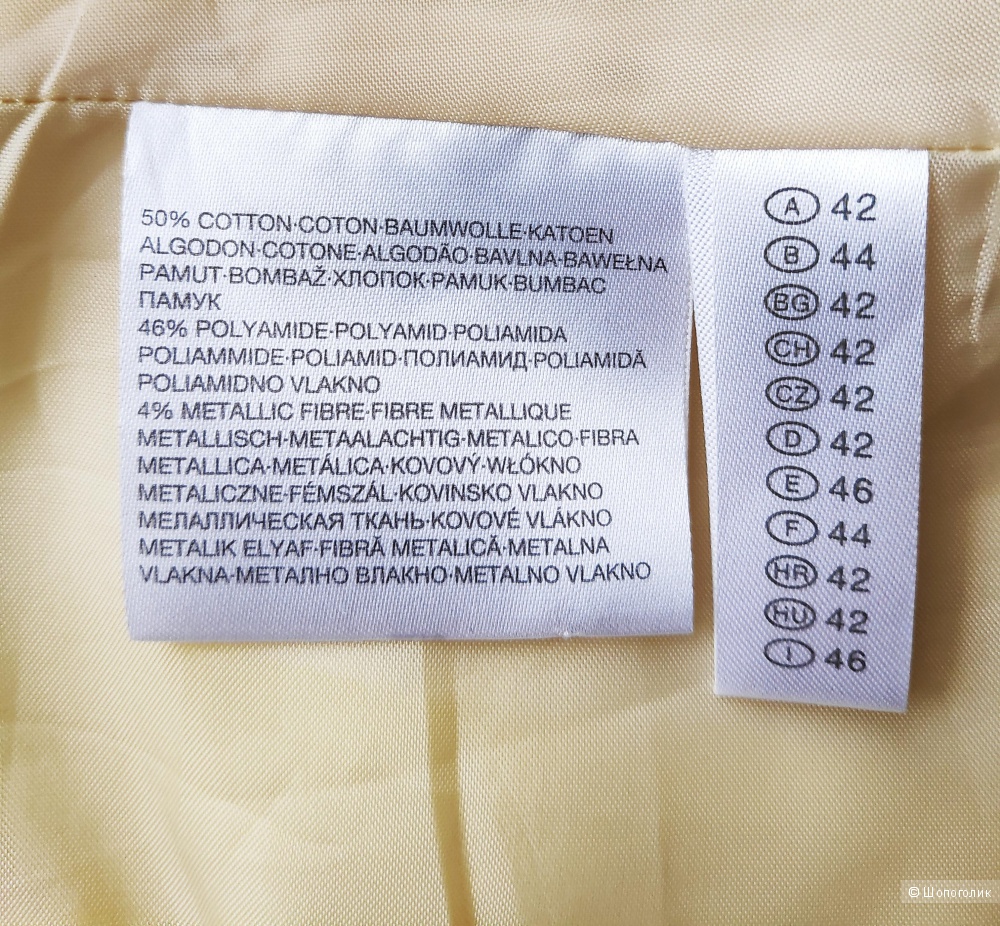 50% COTTON·COTON·BAUMWOLLE·KATOEN
ALGODON·COTONE·ALGODÃO·BAVLNA·BAWEŁNA
PAMUT·BOMBAŽ·ХЛОПОК·PAMUK·BUMBAC
ПАМУК
46% POLYAMIDE·POLYAMID·POLIAMIDA
POLIAMMIDE·POLIAMID·ПОЛИАМИД·POLIAMIDĂ
POLIAMIDNO VLAKNO
4% METALLIC FIBRE·FIBRE METALLIQUE
METALLISCH·METAALACHTIG·METALICO·FIBRA
METALLICA·METÁLICA·KOVOVÝ·WŁÓKNO
METALICZNE·FÉMSZÁL·KOVINSKO VLAKNO
МЕЛАЛЛИЧЕСКАЯ ТКАНЬ·KOVOVÉ VLÁKNO
METALIK ELYAF·FIBRĂ METALICĂ·METALNA
VLAKNA·МЕТАЛНО ВЛАКНО·METALNO VLAKNO
A 42
B 44
BG 42
CH 42
CZ 42
D 42
E 46
F 44
HR 42
HU 42
I 46
© Шопоголик